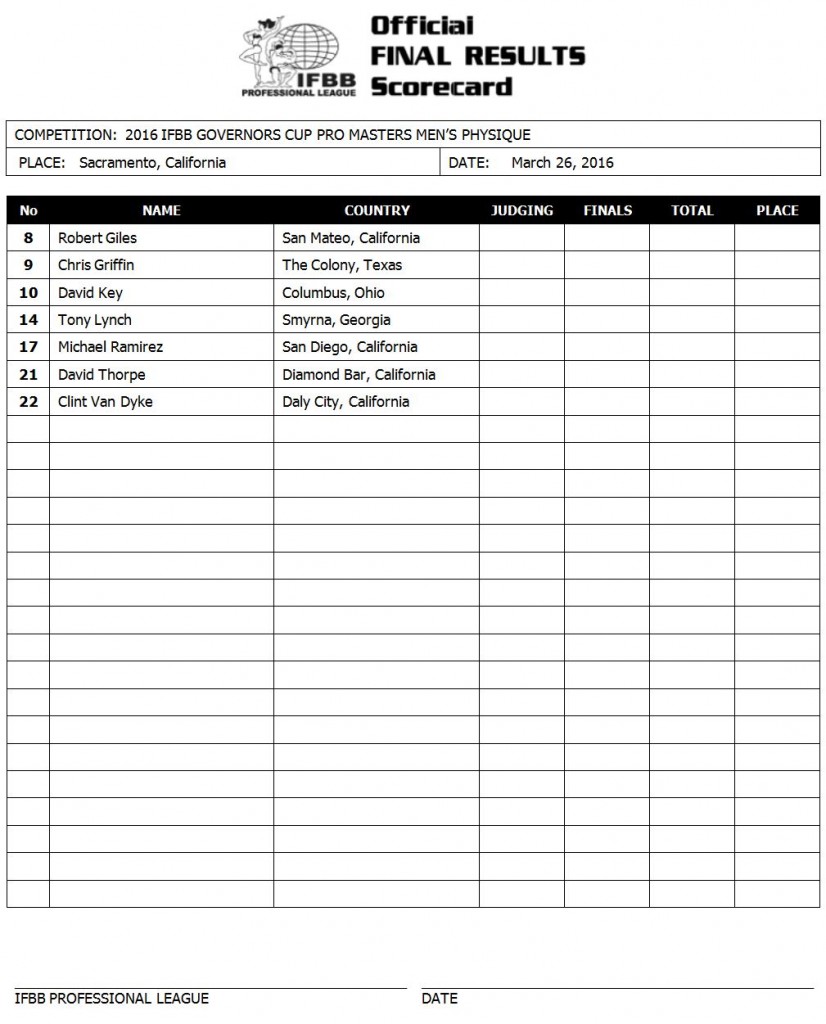 Official
FINAL RESULTS
Scorecard
IFBB
PROFESSIONAL LEAGUE
COMPETITION: 2016 IFBB GOVERNORS CUP PRO MASTERS MEN'S PHYSIQUE
PLACE: Sacramento, California DATE: March 26, 2016
No NAME COUNTRY JUDGING FINALS TOTAL PLACE
8 Robert Giles San Mateo, California
9 Chris Griffin The Colony, Texas
10 David Key Columbus, Ohio
14 Tony Lynch Smyrna, Georgia
17 Michael Ramirez San Diego, California
21 David Thorpe Diamond Bar, California
22 Clint Van Dyke Daly City, California
IFBB PROFESSIONAL LEAGUE DATE